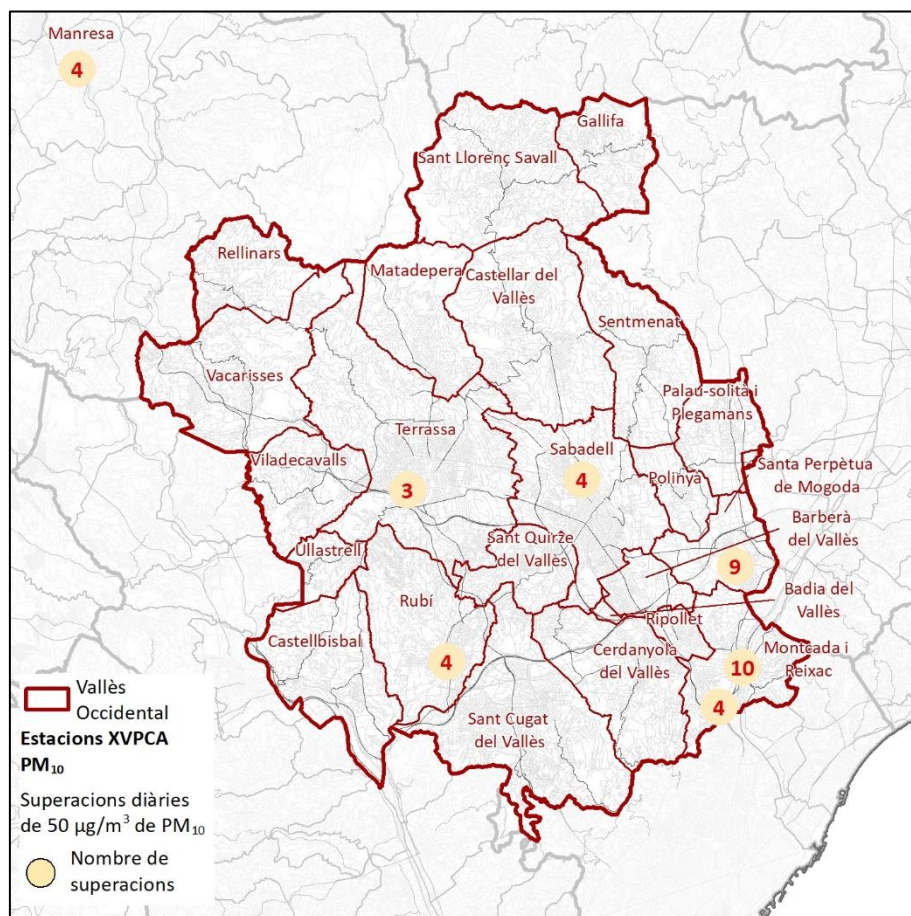 Manresa
4
Gallifa
Sant Llorenç Savall
Rellinars
Matadepera
Castellar del
Vallès
Sentmenat
Vacarisses
Palau-solità i
Plegamans
Terrassa
Sabadell
Viladecavalls
3
4
Polinyà
Santa Perpètua
de Mogoda
Barberà
del Vallès
Ullastrell
Sant Quirze
del Vallès
9
Badia del
Vallès
Rubí
Ripollet
Castellbisbal
4
Cerdanyola
del Vallès
Montcada i
Reixac
10
4
Sant Cugat
del Vallès
Vallès
Occidental
Estacions XVPCA
PM10
Superacions diàries
de 50 µg/m³ de PM10
Nombre de
superacions